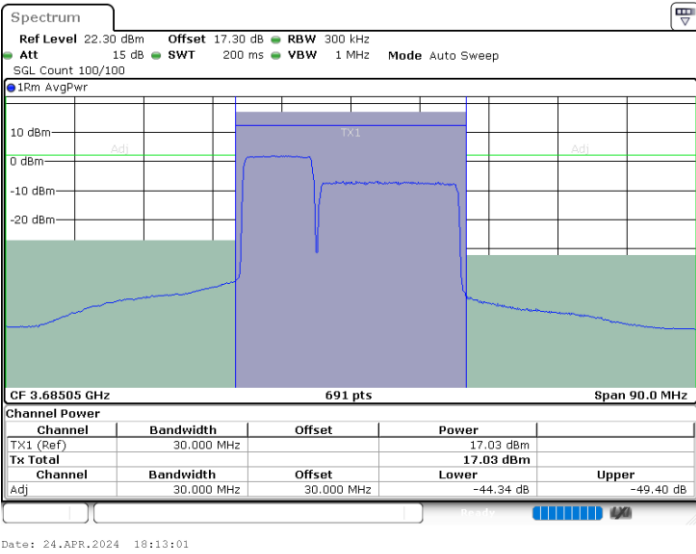 Spectrum
Ref Level 22.30 dBm Offset 17.30 dB RBW 300 kHz
Att 15 dB SWT 200 ms VBW 1 MHz Mode Auto Sweep
SGL Count 100/100
1Rm AvgPwr
10 dBm
TX1
Adj Adj
0 dBm
-10 dBm
-20 dBm
CF 3.68505 GHz 691 pts Span 90.0 MHz
Channel Power
Channel Bandwidth Offset Power
TX1 (Ref) 30.000 MHz 17.03 dBm
Tx Total 17.03 dBm
Channel Bandwidth Offset Lower Upper
Adj 30.000 MHz 30.000 MHz -44.34 dB -49.40 dB
Ready
Date: 24.APR.2024 18:13:01